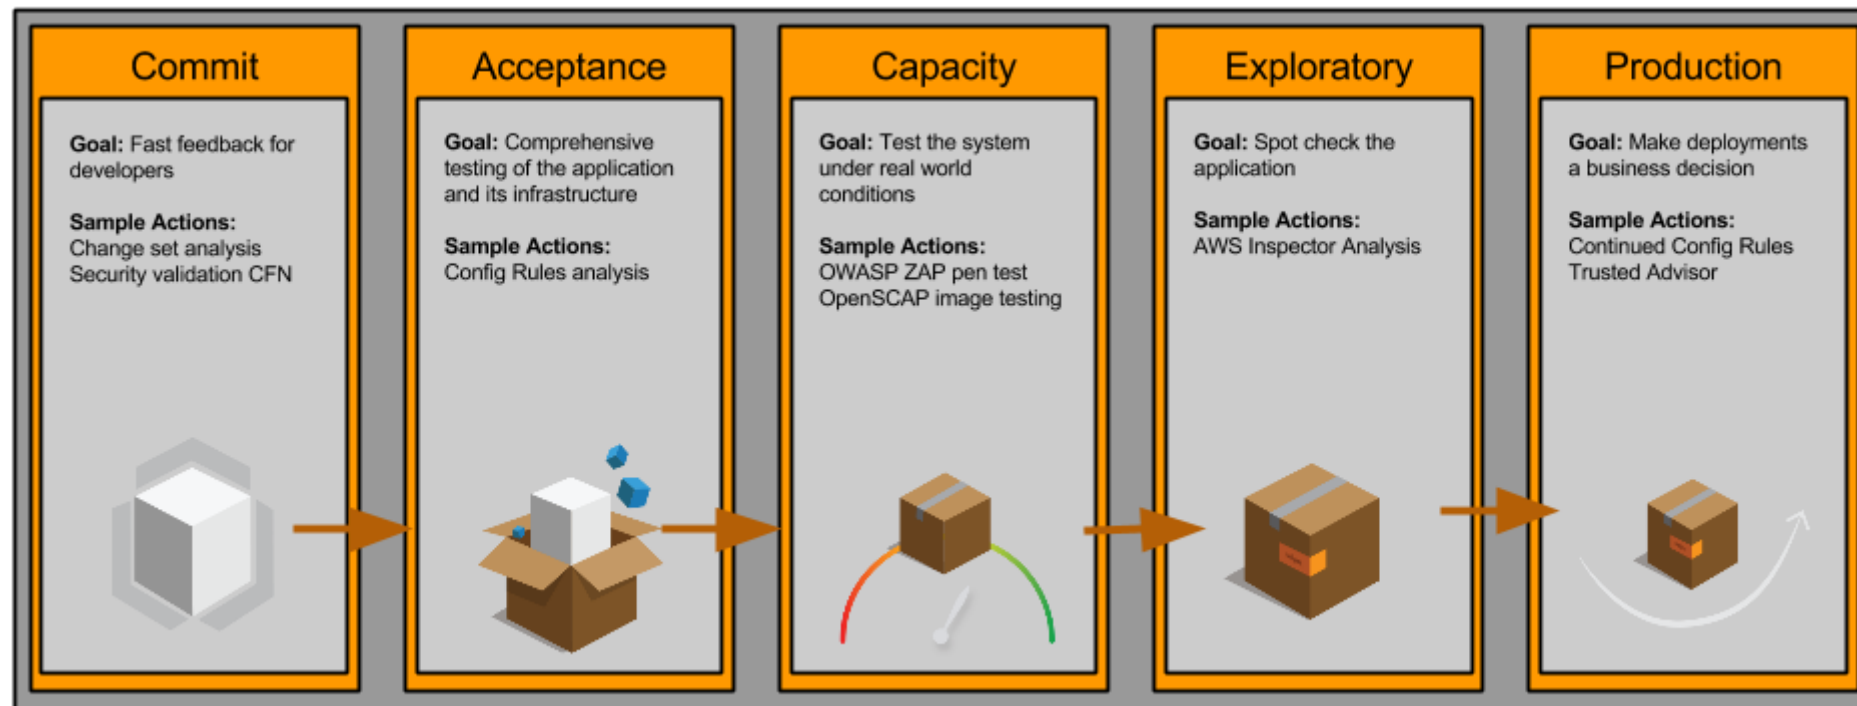 Commit
Goal: Fast feedback for
developers
Sample Actions:
Change set analysis
Security validation CFN
Acceptance
Goal: Comprehensive
testing of the application
and its infrastructure
Sample Actions:
Config Rules analysis
Capacity
Goal: Test the system
under real world
conditions
Sample Actions:
OWASP ZAP pen test
OpenSCAP image testing
Exploratory
Goal: Spot check the
application
Sample Actions:
AWS Inspector Analysis
Production
Goal: Make deployments
a business decision
Sample Actions:
Continued Config Rules
Trusted Advisor